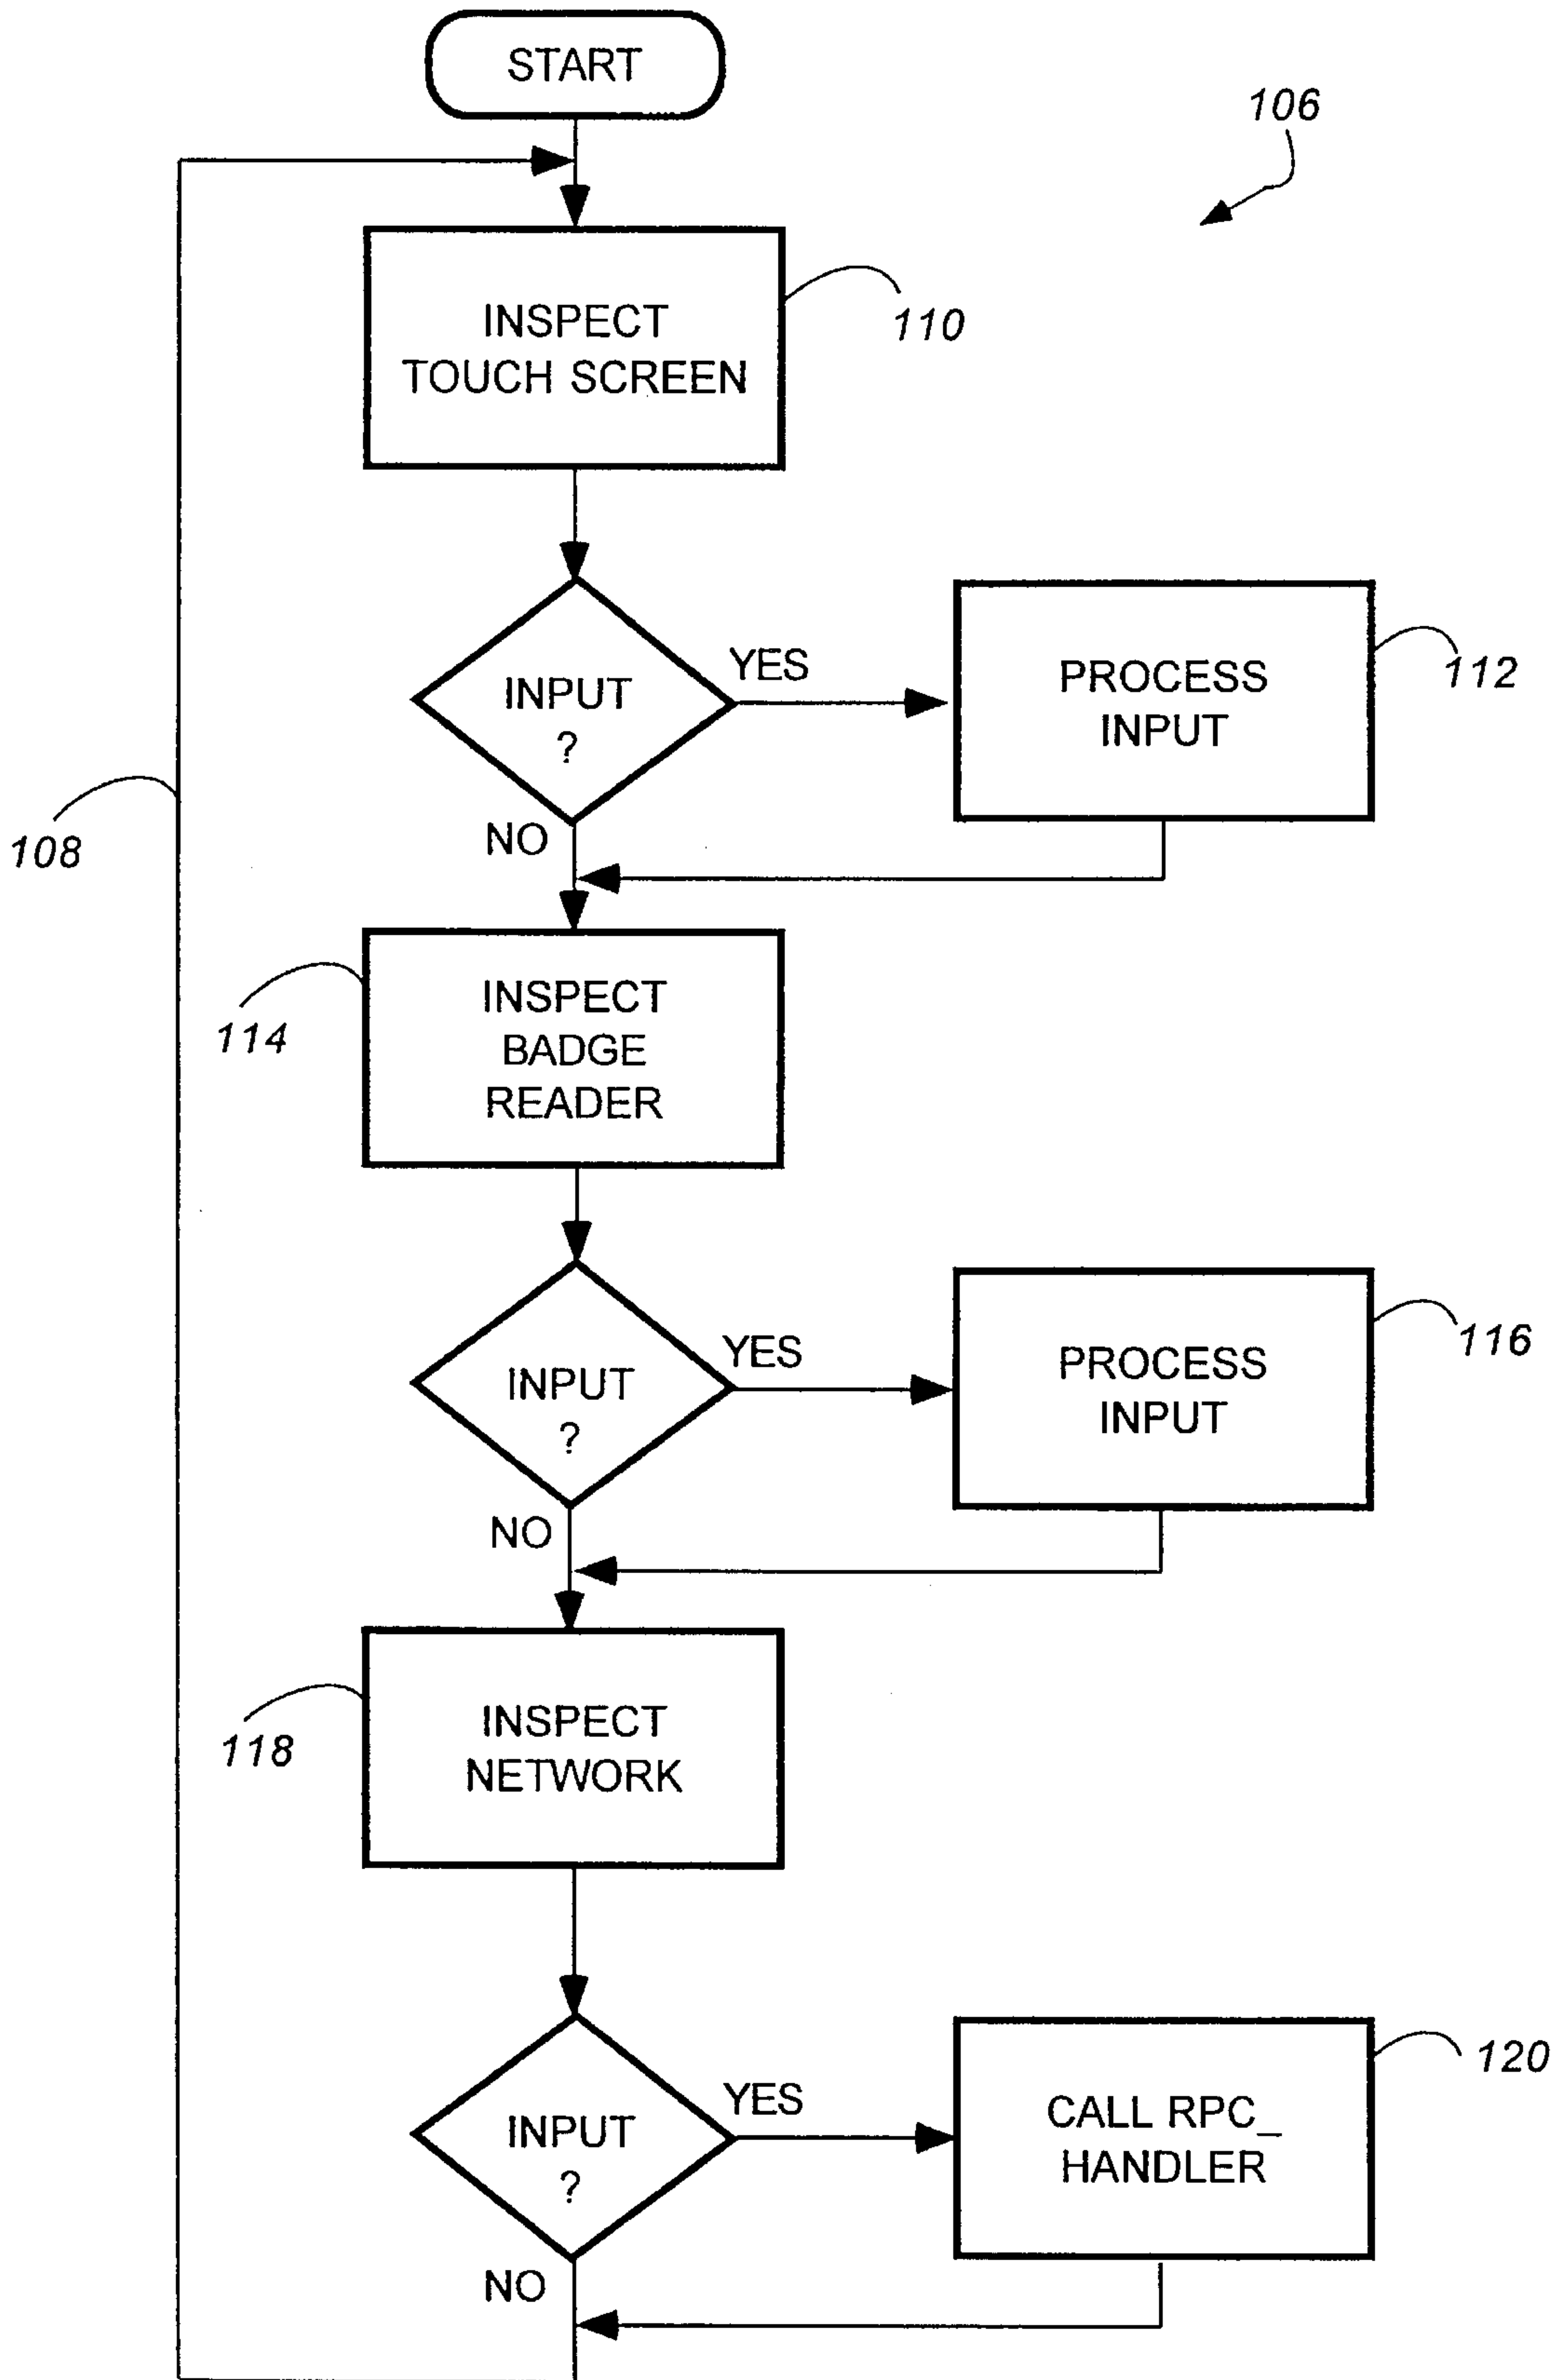 START
106
INSPECT
TOUCH SCREEN
110
INPUT
?
YES
PROCESS
INPUT
112
NO
108
INSPECT
BADGE
READER
114
INPUT
?
YES
PROCESS
INPUT
116
NO
INSPECT
NETWORK
118
INPUT
?
YES
CALL RPC_
HANDLER
120
NO